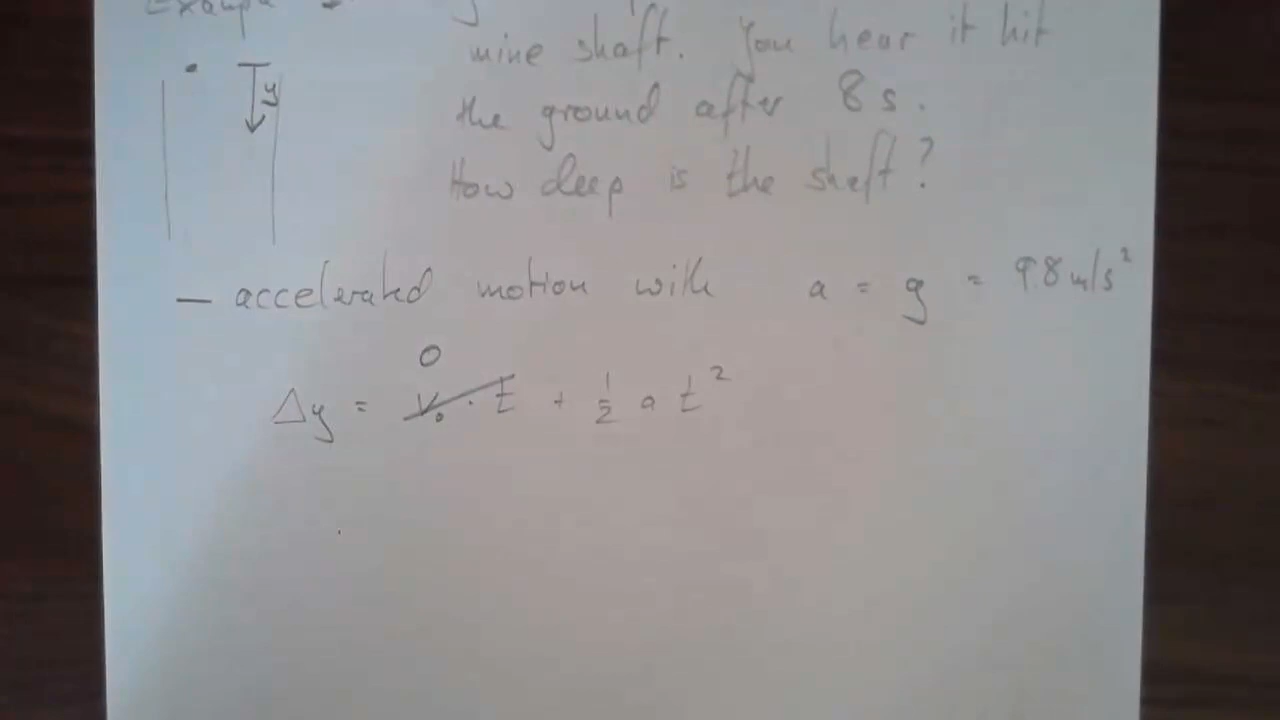 mine shaft. You hear it hit
the ground after 8 s.
How deep is the shaft?
y
— accelerated motion with a = g = 9.8 m/s²
0
Δy = v₀ · t + ½ a t²